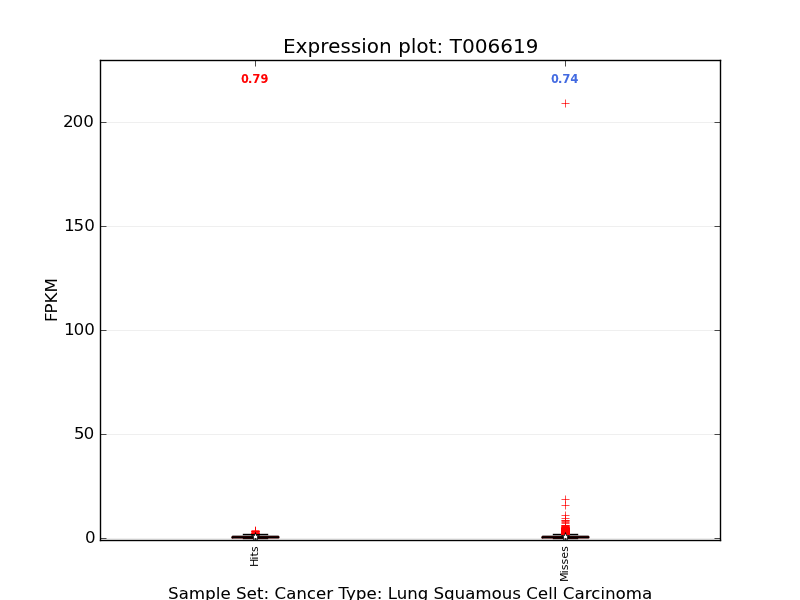 Expression plot: T006619
0.79
0.74
200
150
100
50
0
FPKM
Hits
Misses
Sample Set: Cancer Type: Lung Squamous Cell Carcinoma